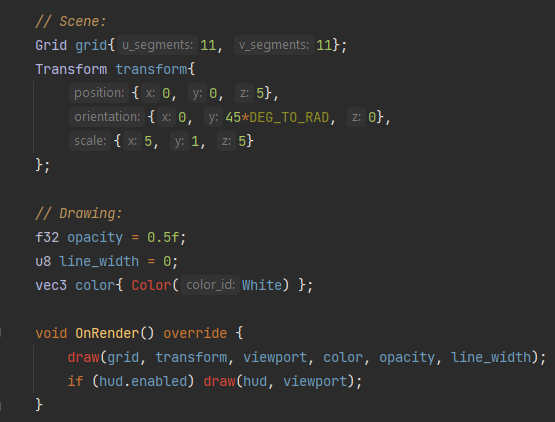 // Scene:
Grid grid{ u_segments: 11, v_segments: 11};
Transform transform{
position: {x: 0, y: 0, z: 5},
orientation: {x: 0, y: 45*DEG_TO_RAD, z: 0},
scale: {x: 5, y: 1, z: 5}
};
// Drawing:
f32 opacity = 0.5f;
u8 line_width = 0;
vec3 color{ Color( color_id: White) };
void OnRender() override {
draw(grid, transform, viewport, color, opacity, line_width);
if (hud.enabled) draw(hud, viewport);
}